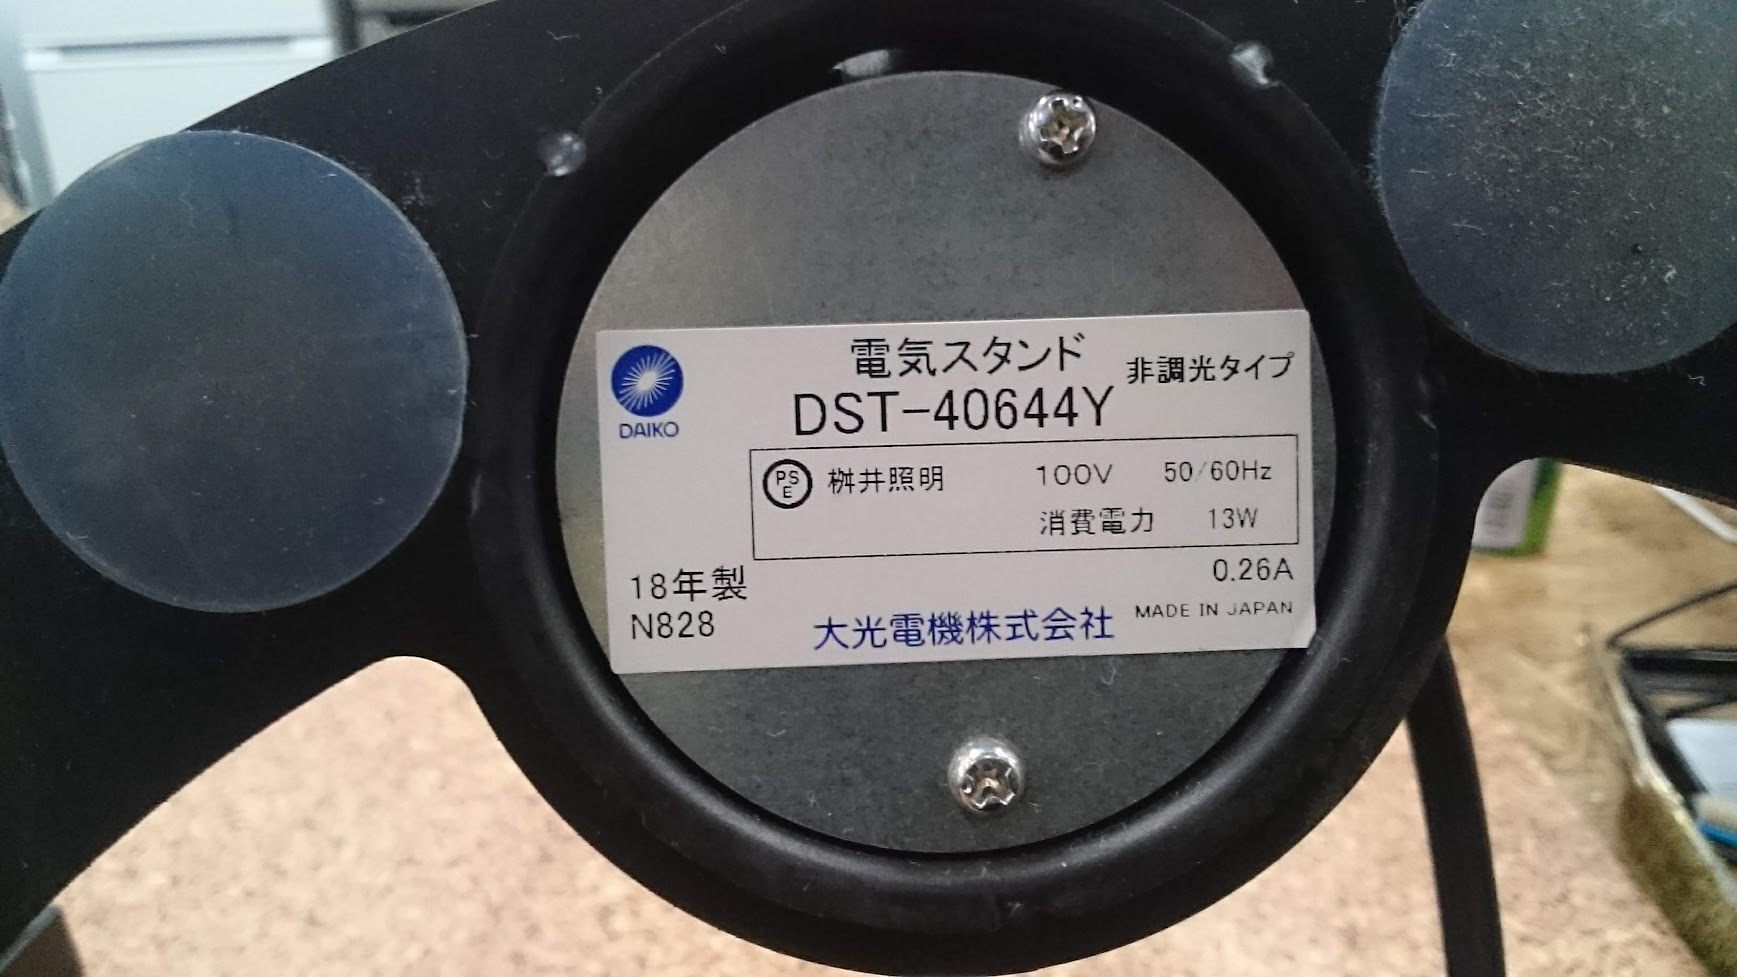 電気スタンド 非調光タイプ
DAIKO
DST-40644Y
PSE 桝井照明 100V 50/60Hz
消費電力 13W
0.26A
18年製
N828
大光電機株式会社 MADE IN JAPAN